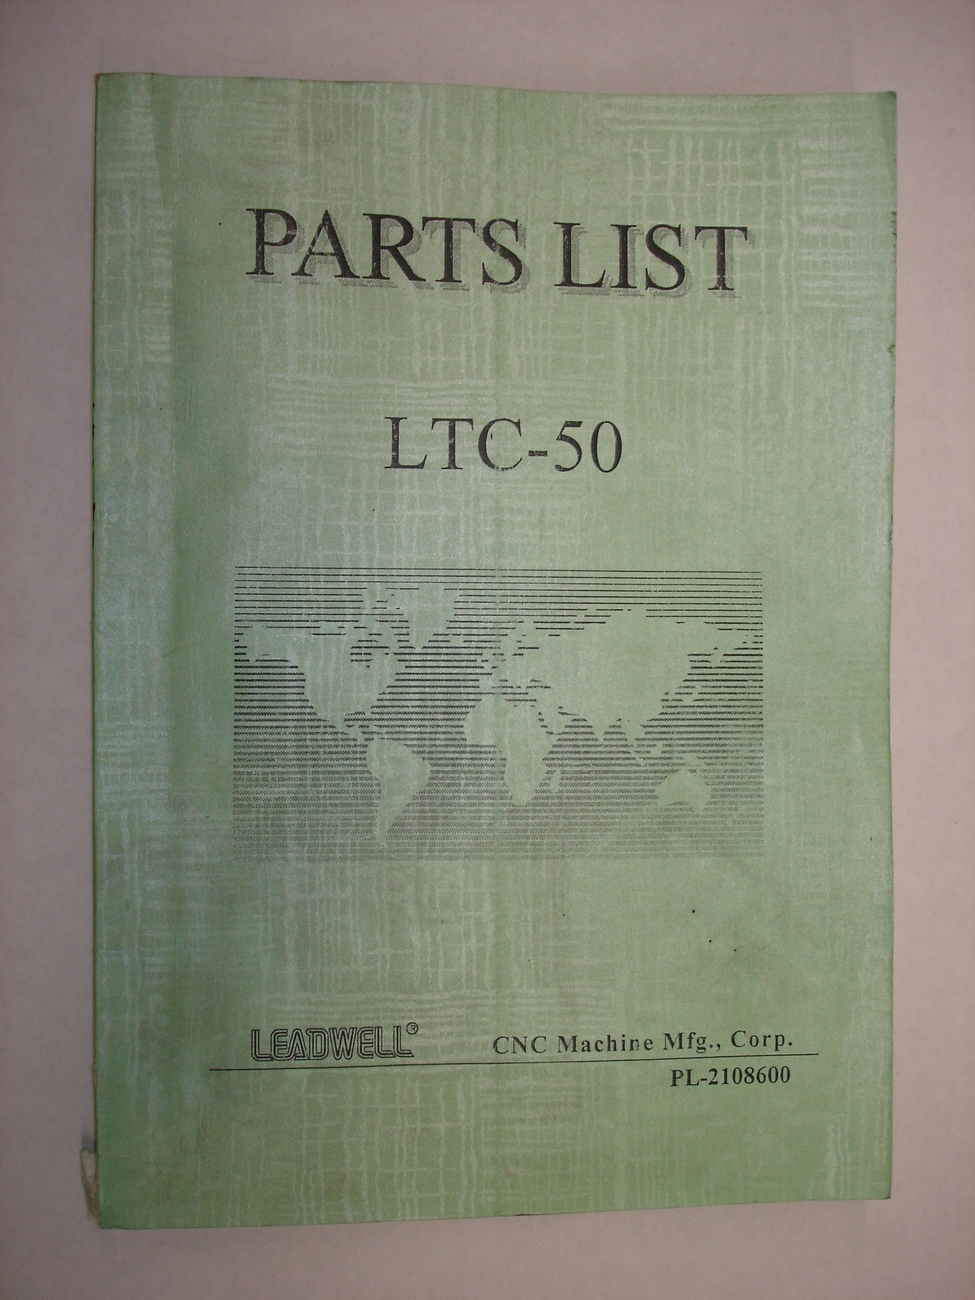 PARTS LIST
LTC-50
LEADWELL® CNC Machine Mfg., Corp.
PL-2108600